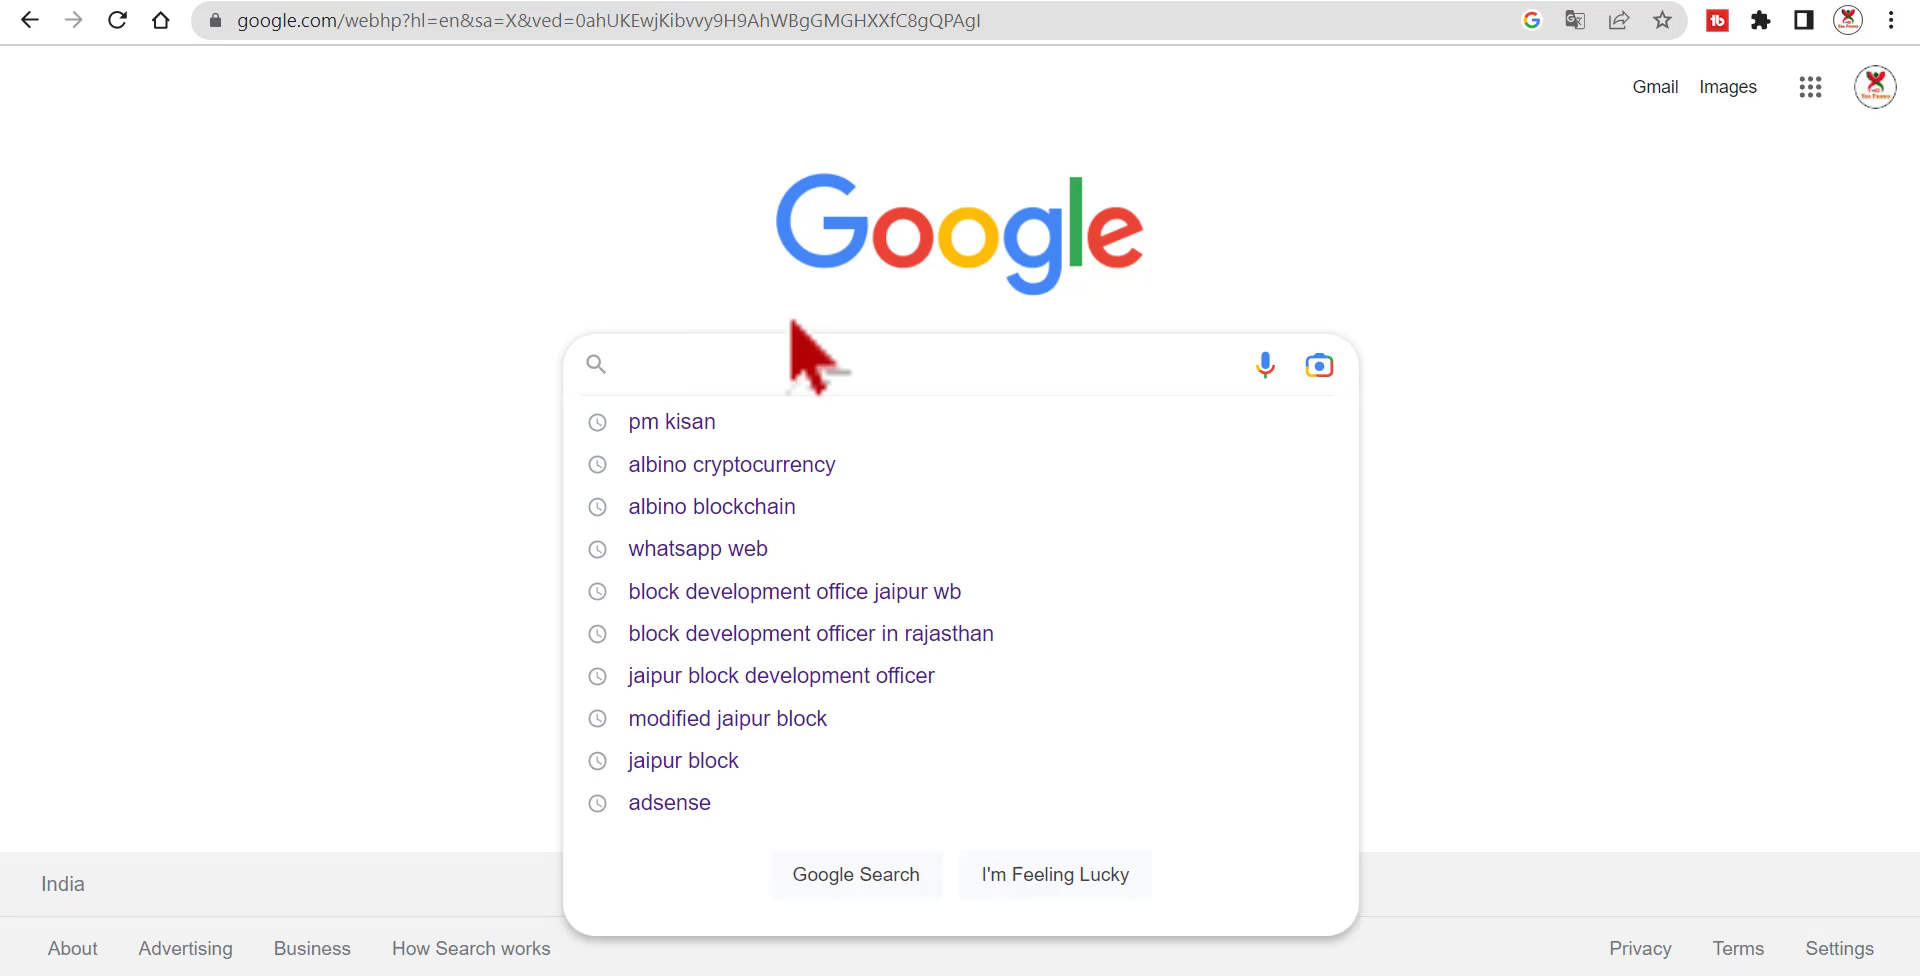 google.com/webhp?hl=en&sa=X&ved=0ahUKEwjKibvvy9H9AhWBgGMGHXXfC8gQPAgI
Gmail Images
Google
pm kisan
albino cryptocurrency
albino blockchain
whatsapp web
block development office jaipur wb
block development officer in rajasthan
jaipur block development officer
modified jaipur block
jaipur block
adsense
Google Search I'm Feeling Lucky
India
About Advertising Business How Search works Privacy Terms Settings